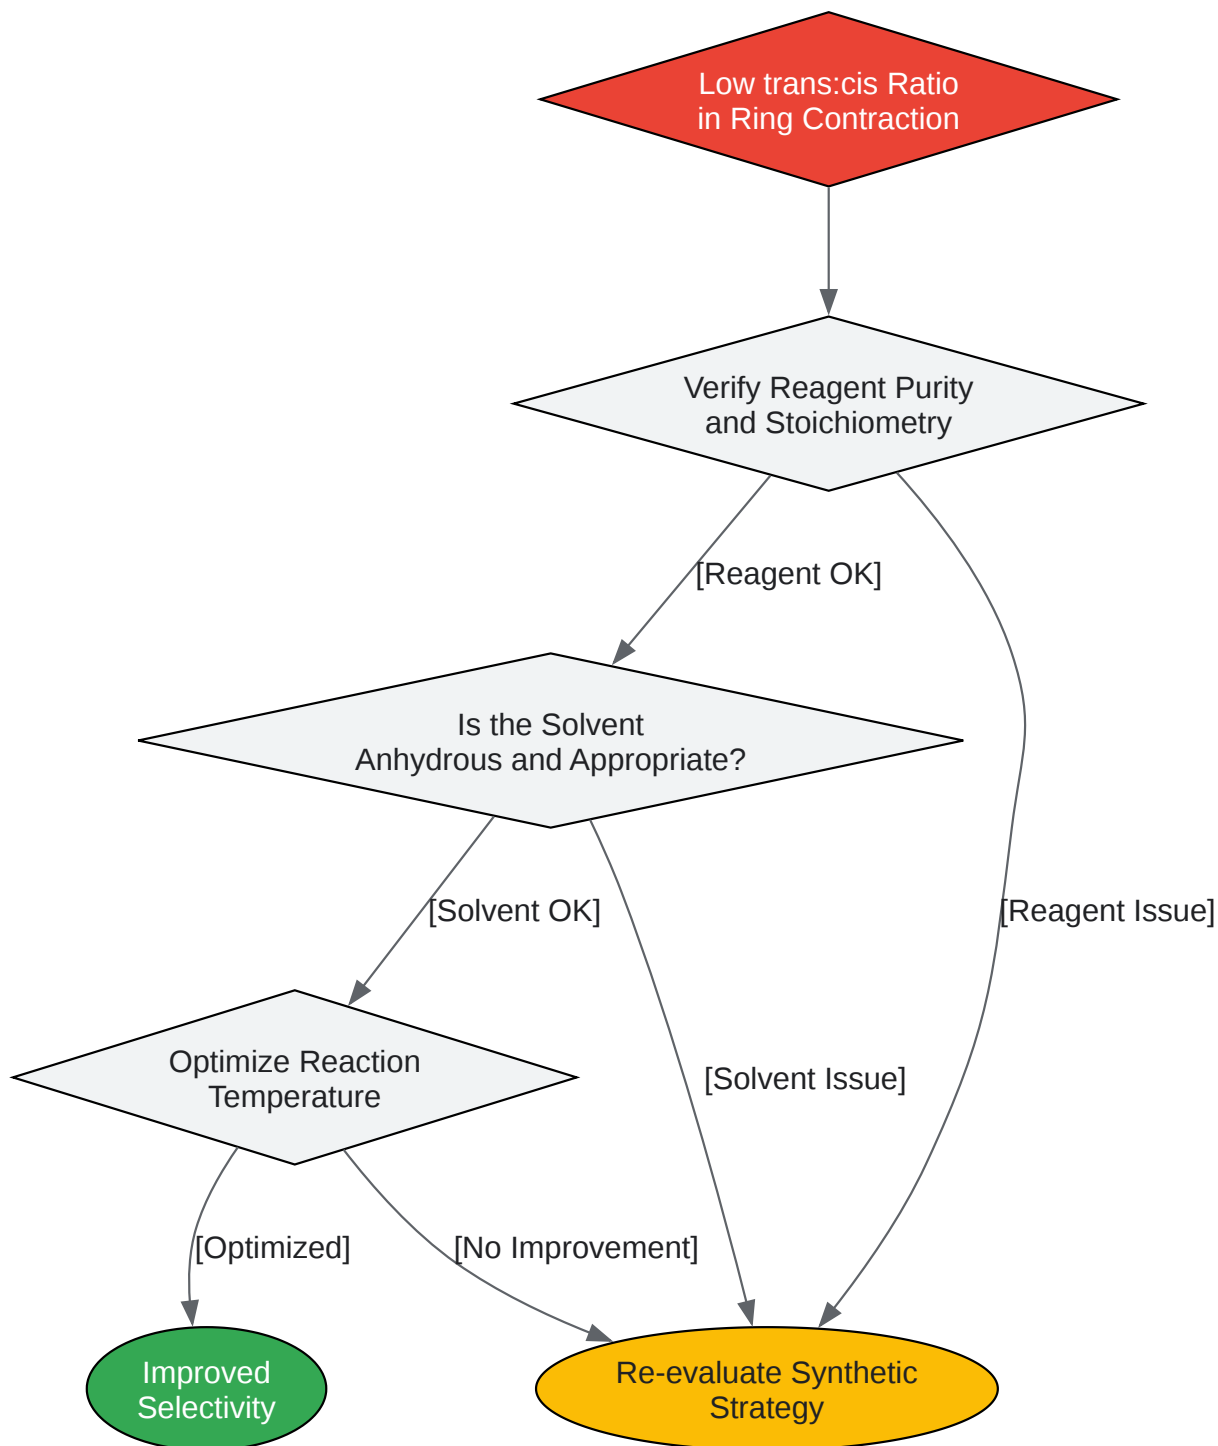 Low trans:cis Ratio
in Ring Contraction
Verify Reagent Purity
and Stoichiometry
[Reagent OK]
Is the Solvent
Anhydrous and Appropriate?
[Solvent OK]
[Reagent Issue]
Optimize Reaction
Temperature
[Solvent Issue]
[Optimized]
[No Improvement]
Improved
Selectivity
Re-evaluate Synthetic
Strategy